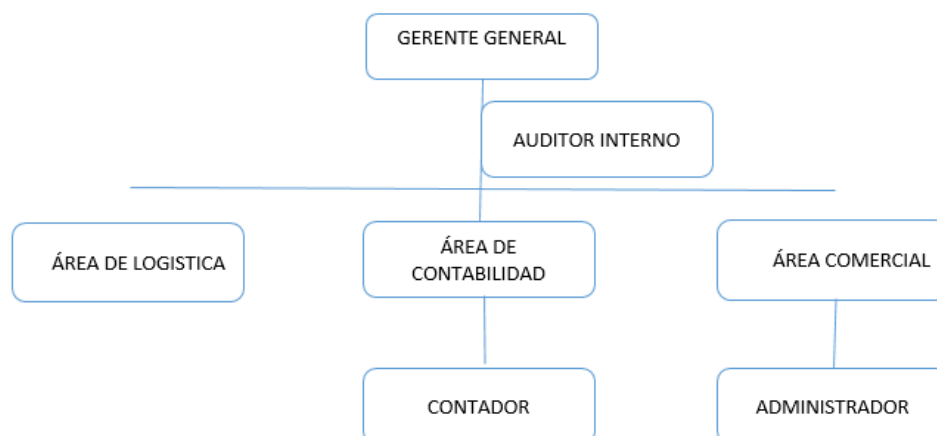 GERENTE GENERAL
AUDITOR INTERNO
ÁREA DE LOGISTICA
ÁREA DE
CONTABILIDAD
ÁREA COMERCIAL
CONTADOR
ADMINISTRADOR